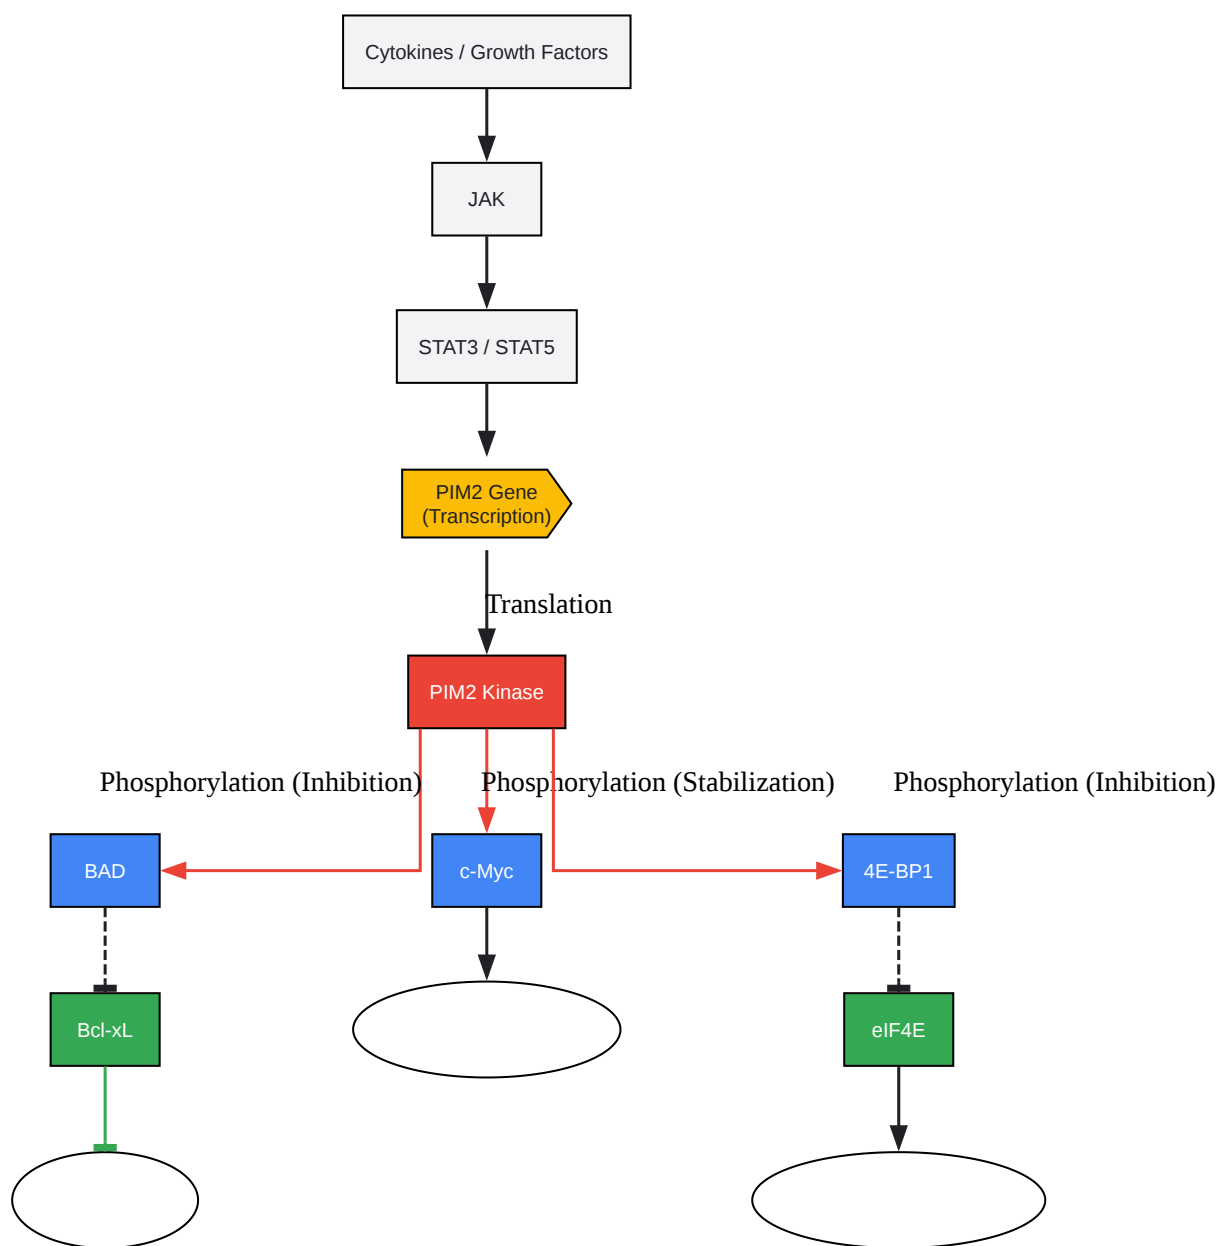 Cytokines / Growth Factors
JAK
STAT3 / STAT5
PIM2 Gene
(Transcription)
Translation
PIM2 Kinase
Phosphorylation (Inhibition)
Phosphorylation (Stabilization)
Phosphorylation (Inhibition)
BAD
c-Myc
4E-BP1
Bcl-xL
eIF4E